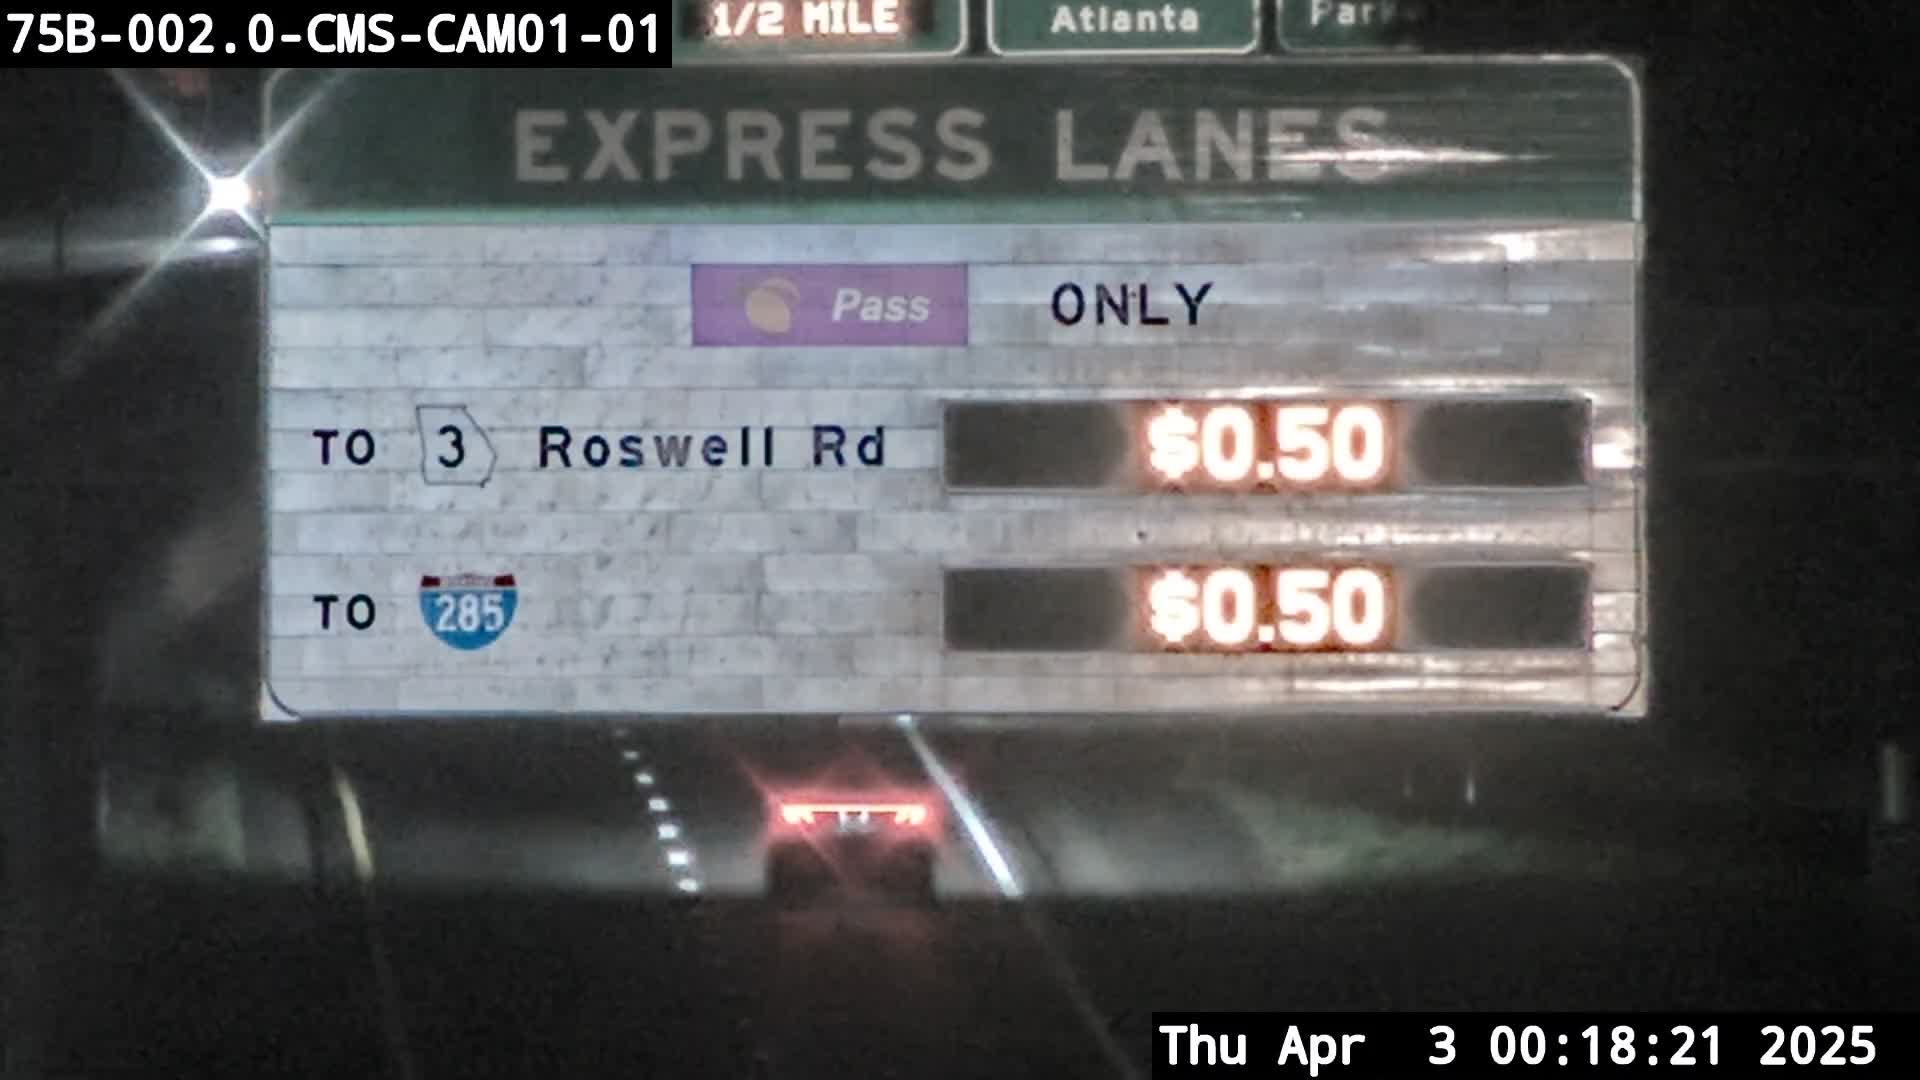 75B-002.0-CMS-CAM01-01
1/2 MILE
Atlanta
EXPRESS LANES
Pass ONLY
TO 3 Roswell Rd $0.50
TO 285 $0.50
Thu Apr 3 00:18:21 2025